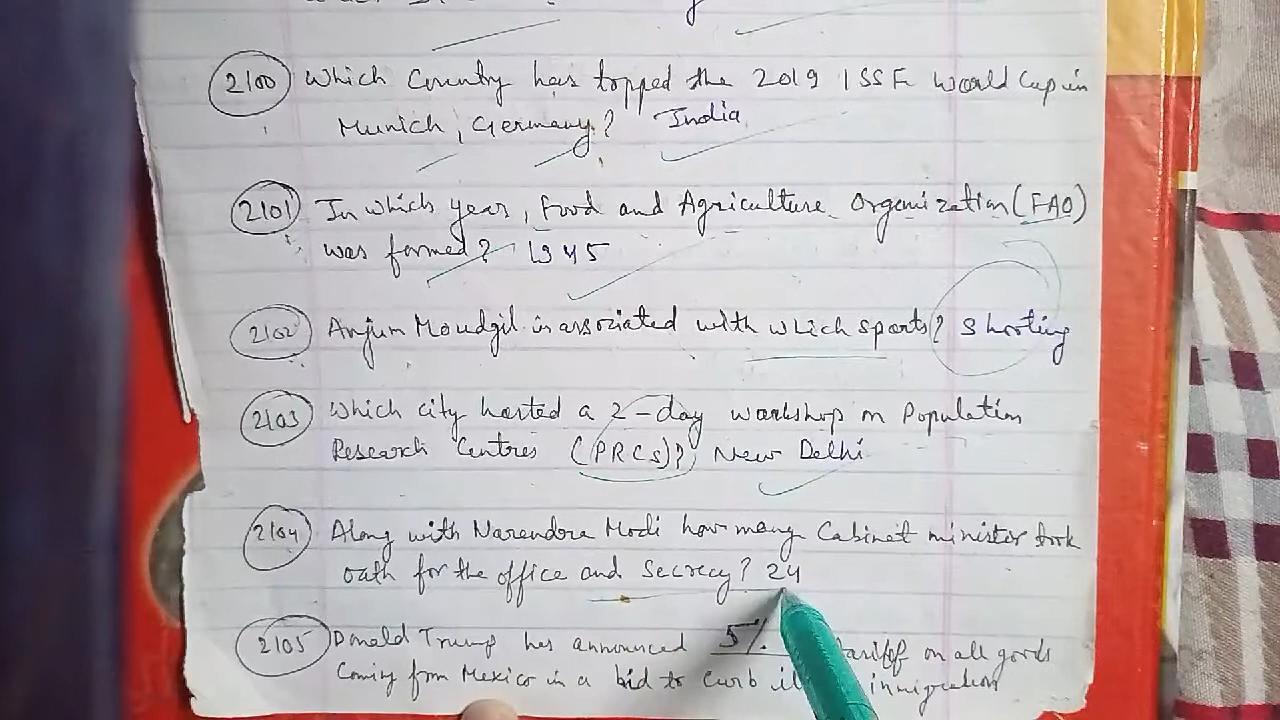 2100 Which Country has topped the 2019 ISSF World Cup in
Munich, Germany? India
2101 In which year, Food and Agriculture Organization (FAO)
was formed? 1945
2102 Anjum Moudgil is associated with which sports? Shooting
2103 Which city hosted a 2-day workshop on Population
Research Centres (PRCs)? New Delhi
2104 Along with Narendra Modi how many Cabinet minister took
oath for the office and Secrecy? 24
2105 Donald Trump has announced 5% tariff on all goods
Coming from Mexico in a bid to curb immigration